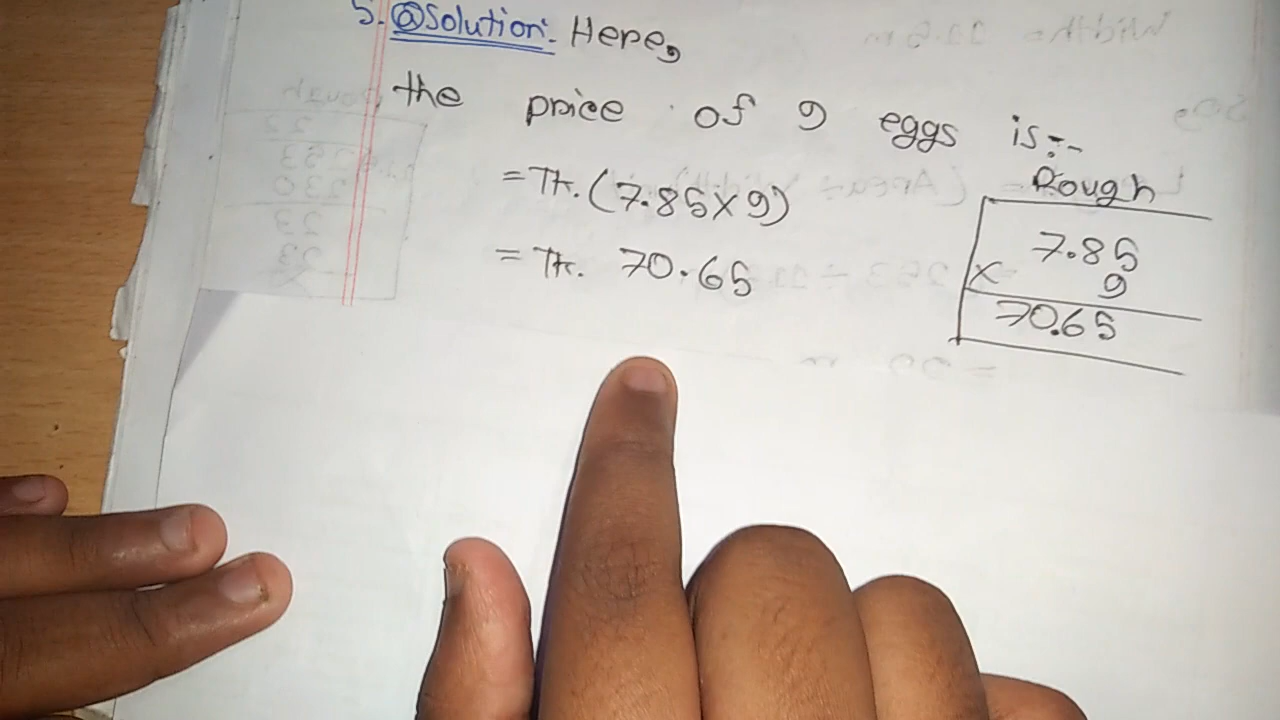 5. ⓐ Solution:- Here,
the price of 9 eggs is:-
= Tk. (7.85 × 9)
= Tk. 70.65
Rough
7.85
× 9
70.65